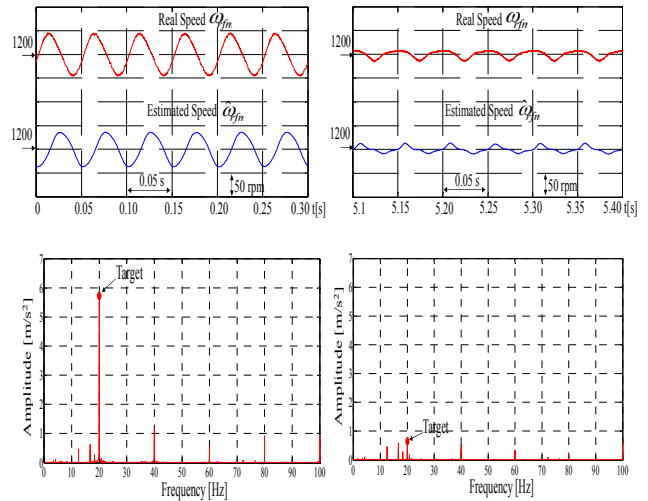 Real Speed ω_rfm
1200
Estimated Speed ω̂_rfm
1200
0.05 s
50 rpm
0 0.05 0.10 0.15 0.20 0.25 0.30 t[s]
Real Speed ω_rfm
1200
Estimated Speed ω̂_rfm
1200
0.05 s
50 rpm
5.1 5.15 5.20 5.25 5.30 5.35 5.40 t[s]
7
6
5
4
3
2
1
0
Amplitude [m/s²]
Target
0 10 20 30 40 50 60 70 80 90 100
Frequency [Hz]
7
6
5
4
3
2
1
0
Amplitude [m/s²]
Target
0 10 20 30 40 50 60 70 80 90 100
Frequency [Hz]